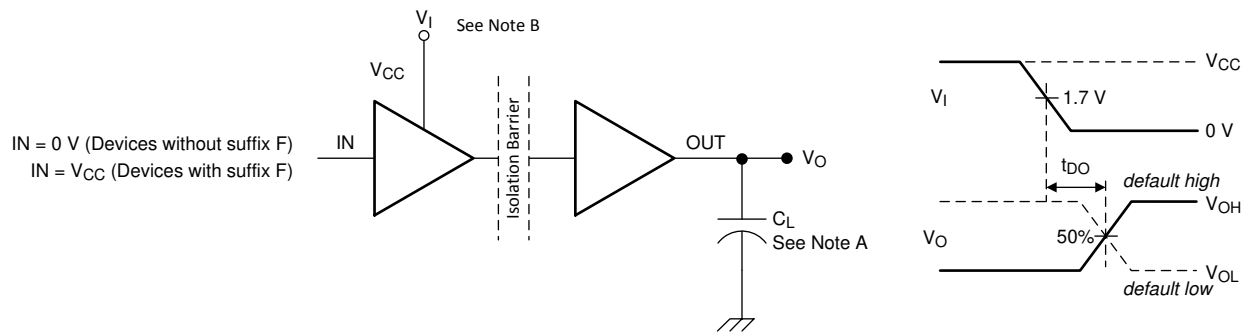 V_I See Note B
V_CC
IN = 0 V (Devices without suffix F)
IN = V_CC (Devices with suffix F)
IN
Isolation Barrier
OUT
V_O
C_L
See Note A
V_I
V_CC
1.7 V
0 V
t_DO
default high
V_OH
V_O
50%
V_OL
default low